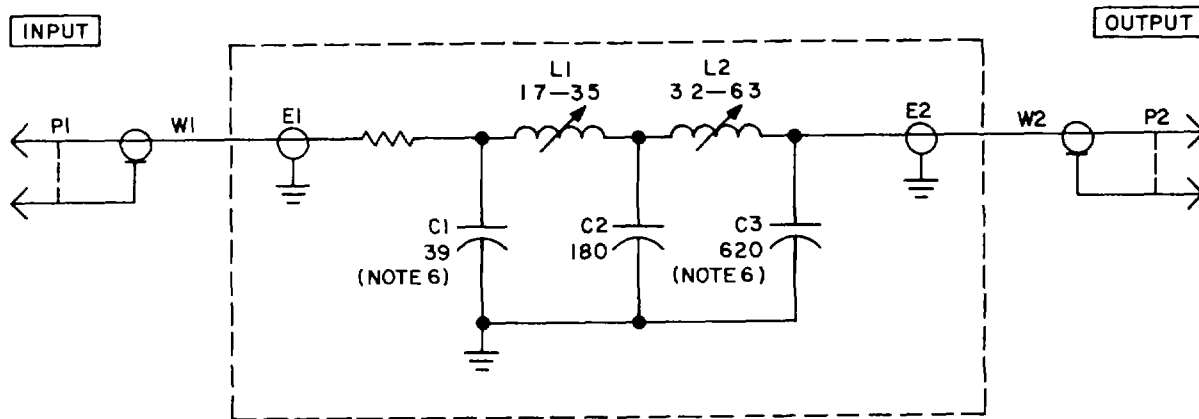 INPUT
OUTPUT
L1
17–35
L2
32–63
P1
W1
E1
E2
W2
P2
C1
39
(NOTE 6)
C2
180
C3
620
(NOTE 6)